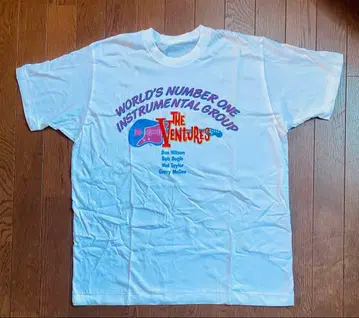 WORLD'S NUMBER ONE
INSTRUMENTAL GROUP
THE
VENTURES
Don Wilson
Bob Bogle
Mel Taylor
Gerry McGee